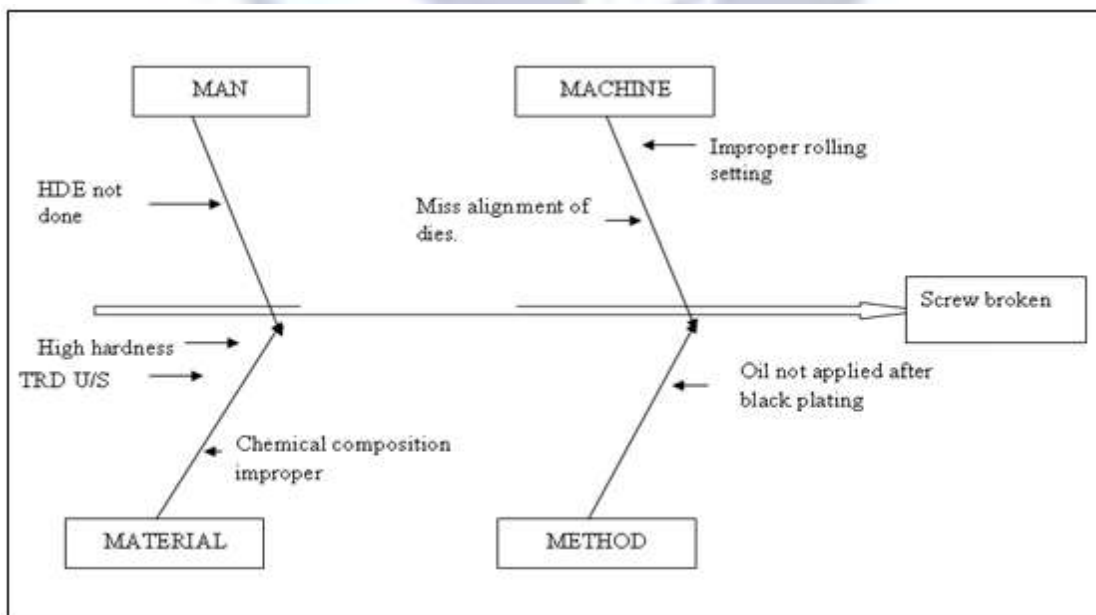 MAN
MACHINE
Improper rolling
setting
HDE not
done
Miss alignment of
dies.
Screw broken
High hardness
TRD U/S
Oil not applied after
black plating
Chemical composition
improper
MATERIAL
METHOD